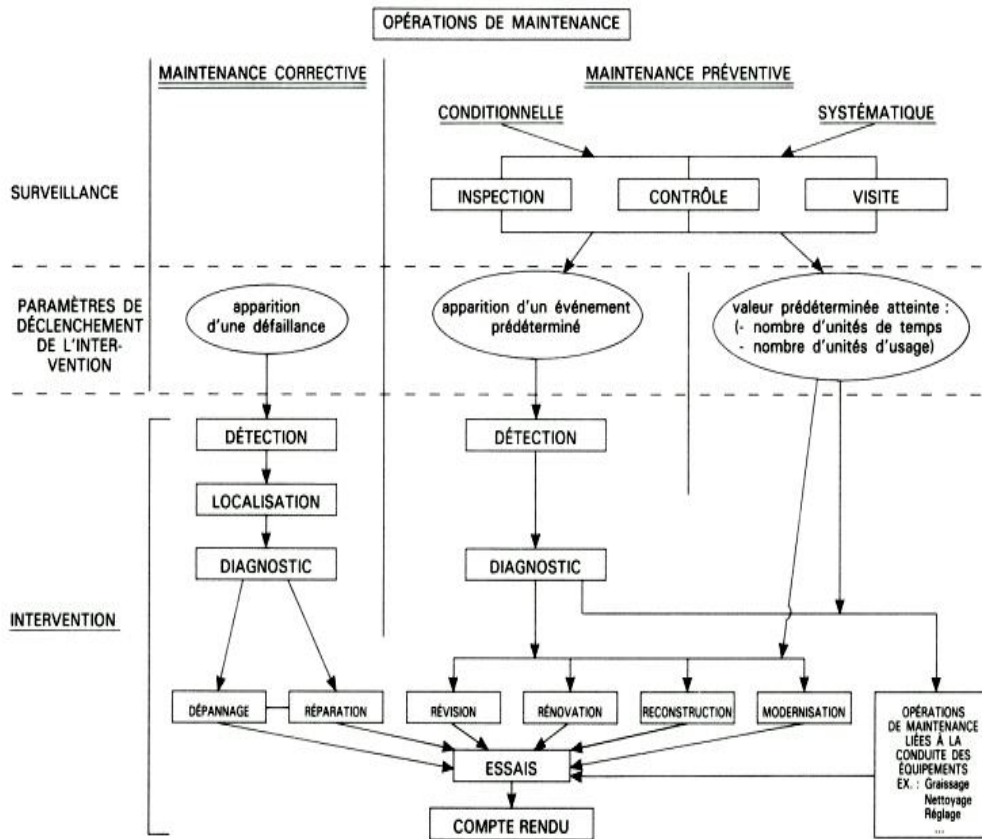 OPÉRATIONS DE MAINTENANCE
MAINTENANCE CORRECTIVE
MAINTENANCE PRÉVENTIVE
CONDITIONNELLE
SYSTÉMATIQUE
SURVEILLANCE
INSPECTION
CONTRÔLE
VISITE
PARAMÈTRES DE
DÉCLENCHEMENT
DE L'INTER-
VENTION
apparition
d'une défaillance
apparition d'un événement
prédéterminé
valeur prédéterminée atteinte :
(- nombre d'unités de temps
- nombre d'unités d'usage)
INTERVENTION
DÉTECTION
LOCALISATION
DIAGNOSTIC
DÉTECTION
DIAGNOSTIC
DÉPANNAGE
RÉPARATION
RÉVISION
RÉNOVATION
RECONSTRUCTION
MODERNISATION
OPÉRATIONS
DE MAINTENANCE
LIÉES À LA
CONDUITE DES
ÉQUIPEMENTS
EX. : Graissage
Nettoyage
Réglage
...
ESSAIS
COMPTE RENDU